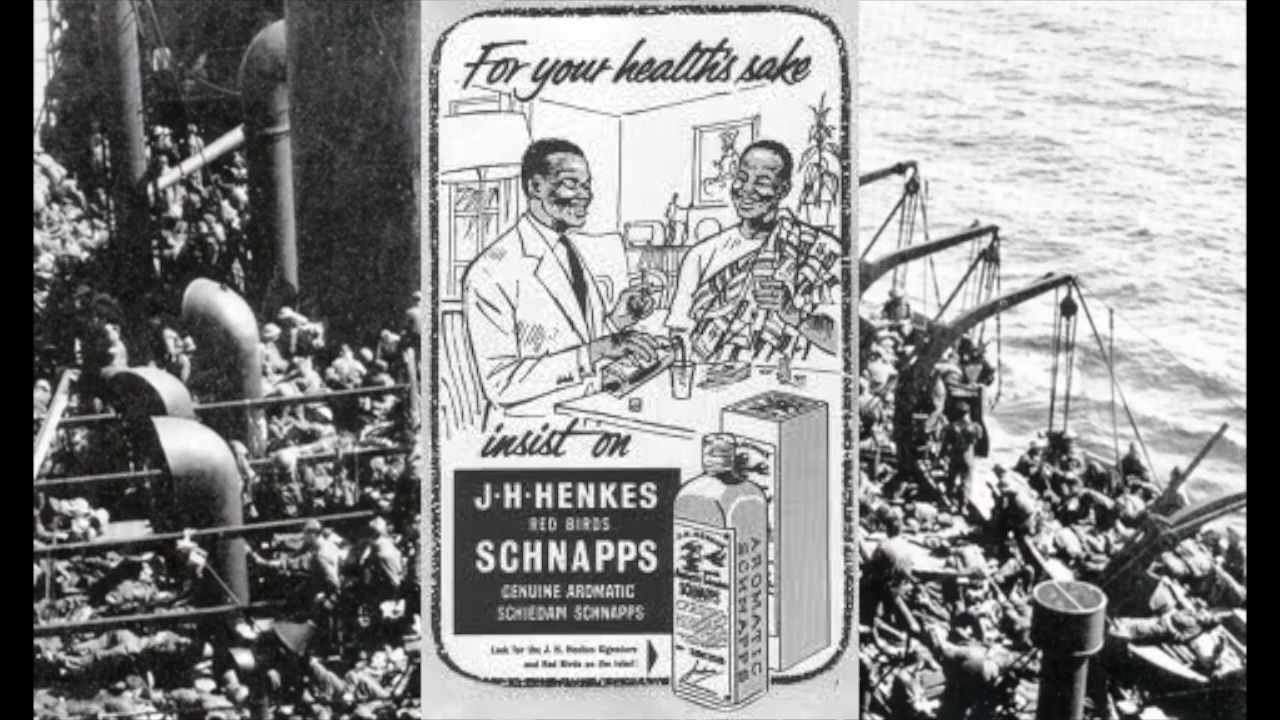 For your health's sake
insist on
J·H·HENKES
RED BIRDS
SCHNAPPS
GENUINE AROMATIC
SCHIEDAM SCHNAPPS
Look for the J. H. Henkes Signature
and Red Birds on the label!
SCHNAPPS
AROMATIC
SCHNAPPS